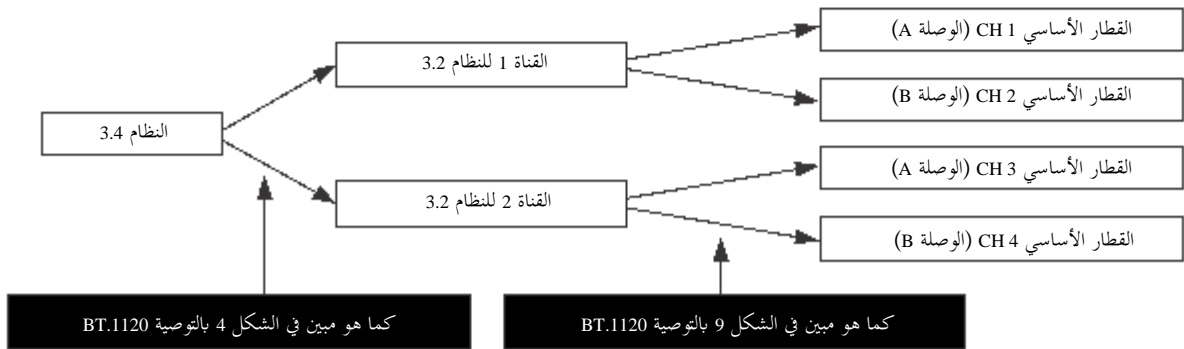 القطار الأساسي CH 1 (الوصلة A)
القناة 1 للنظام 3.2
القطار الأساسي CH 2 (الوصلة B)
النظام 3.4
القطار الأساسي CH 3 (الوصلة A)
القناة 2 للنظام 3.2
القطار الأساسي CH 4 (الوصلة B)
كما هو مبين في الشكل 4 بالتوصية BT.1120
كما هو مبين في الشكل 9 بالتوصية BT.1120